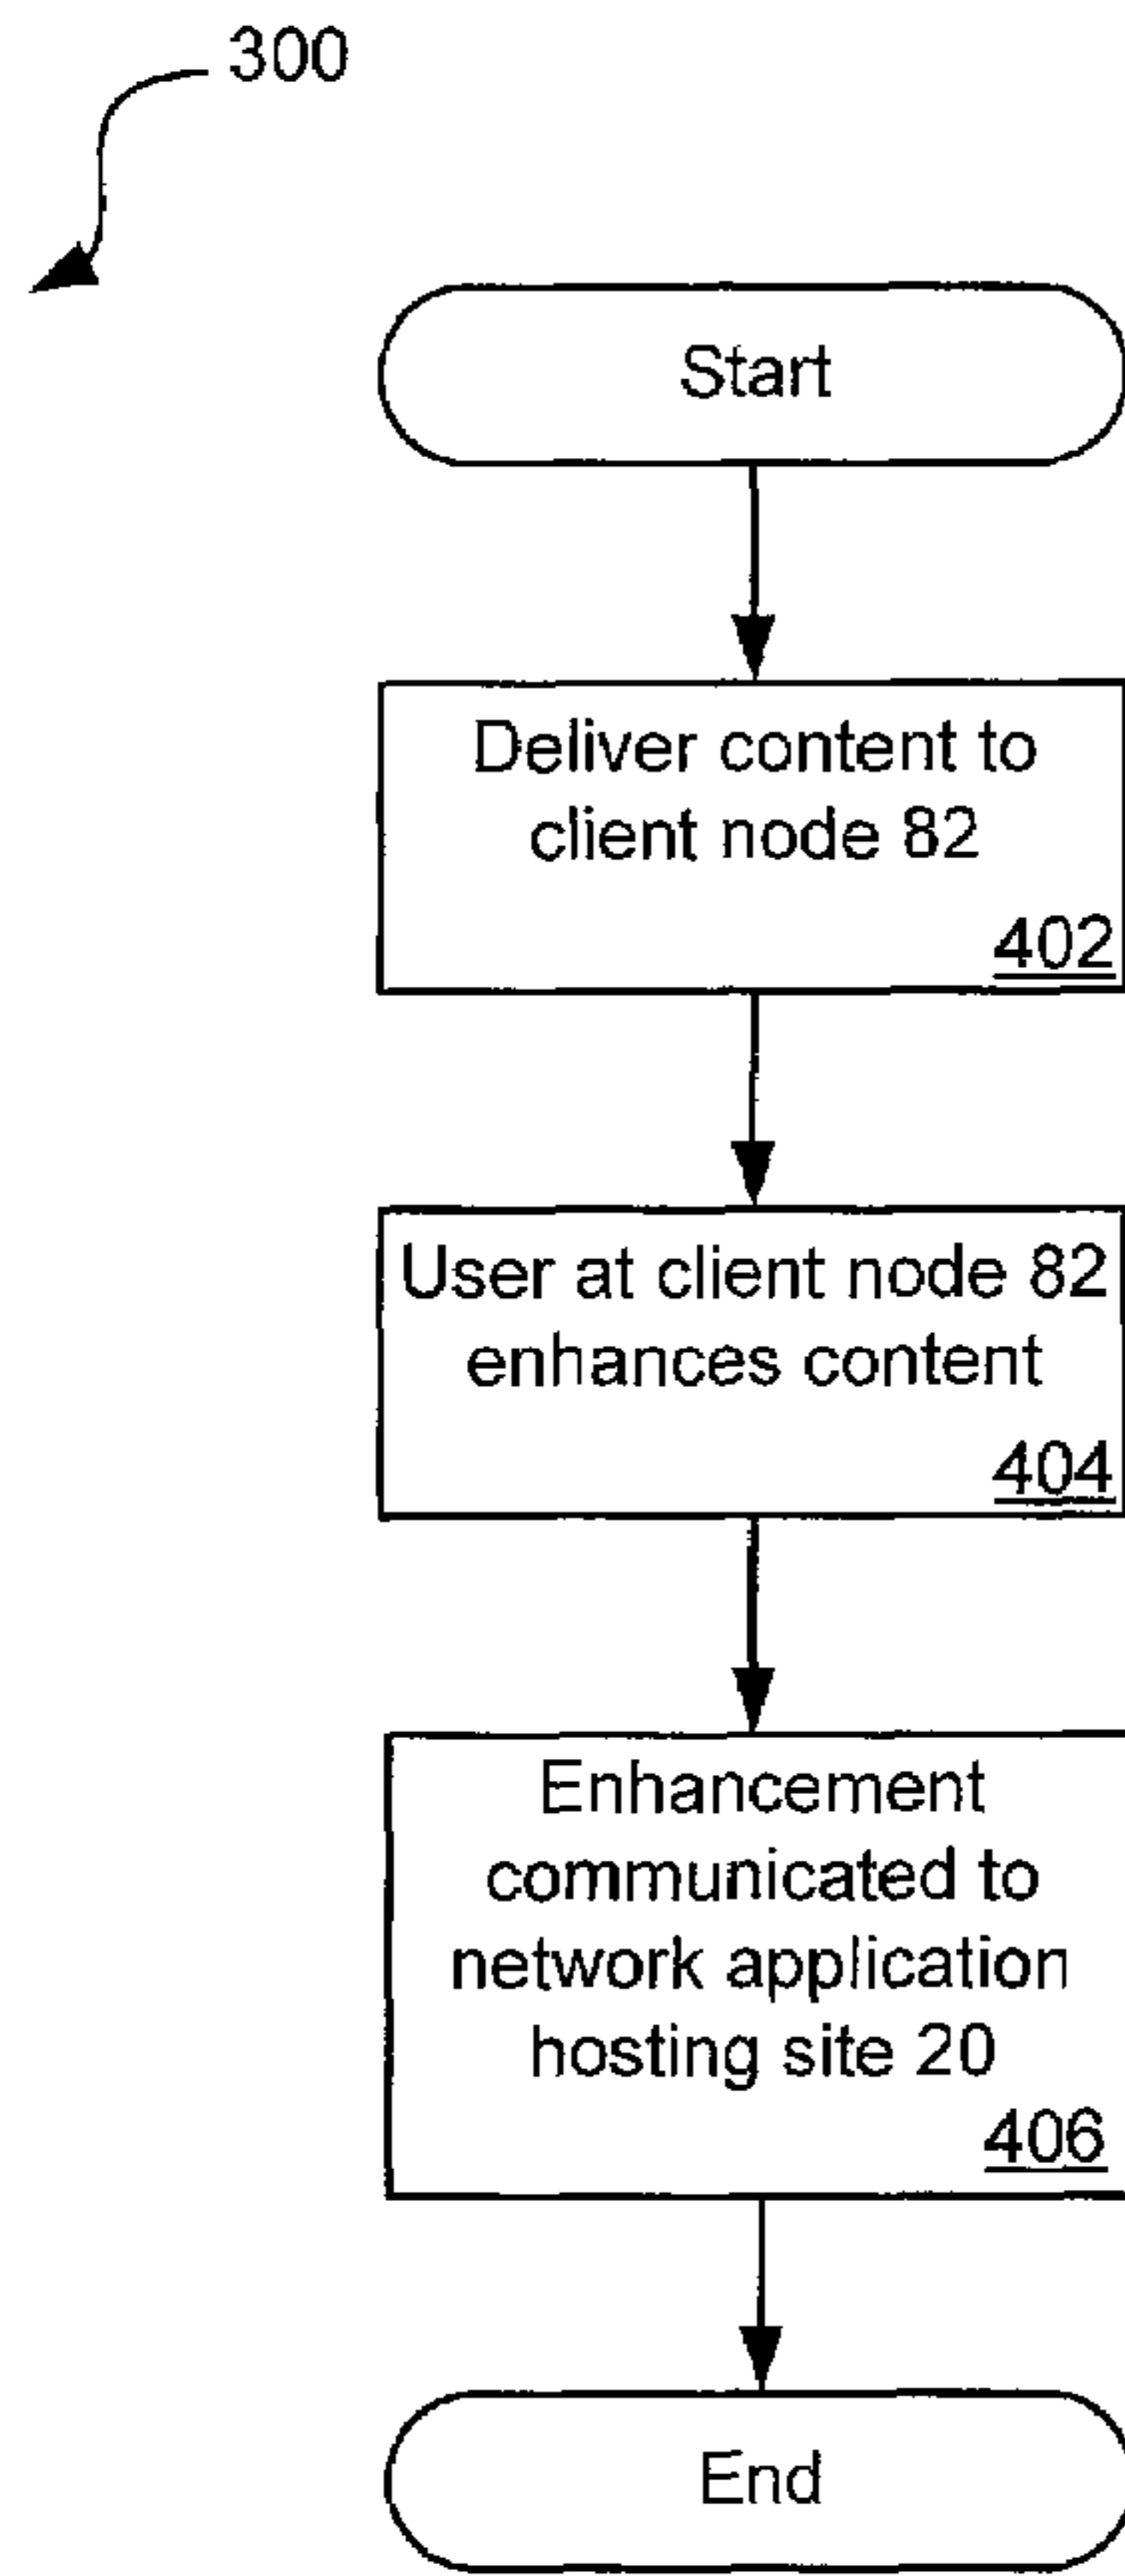 300
Start
Deliver content to
client node 82
402
User at client node 82
enhances content
404
Enhancement
communicated to
network application
hosting site 20
406
End